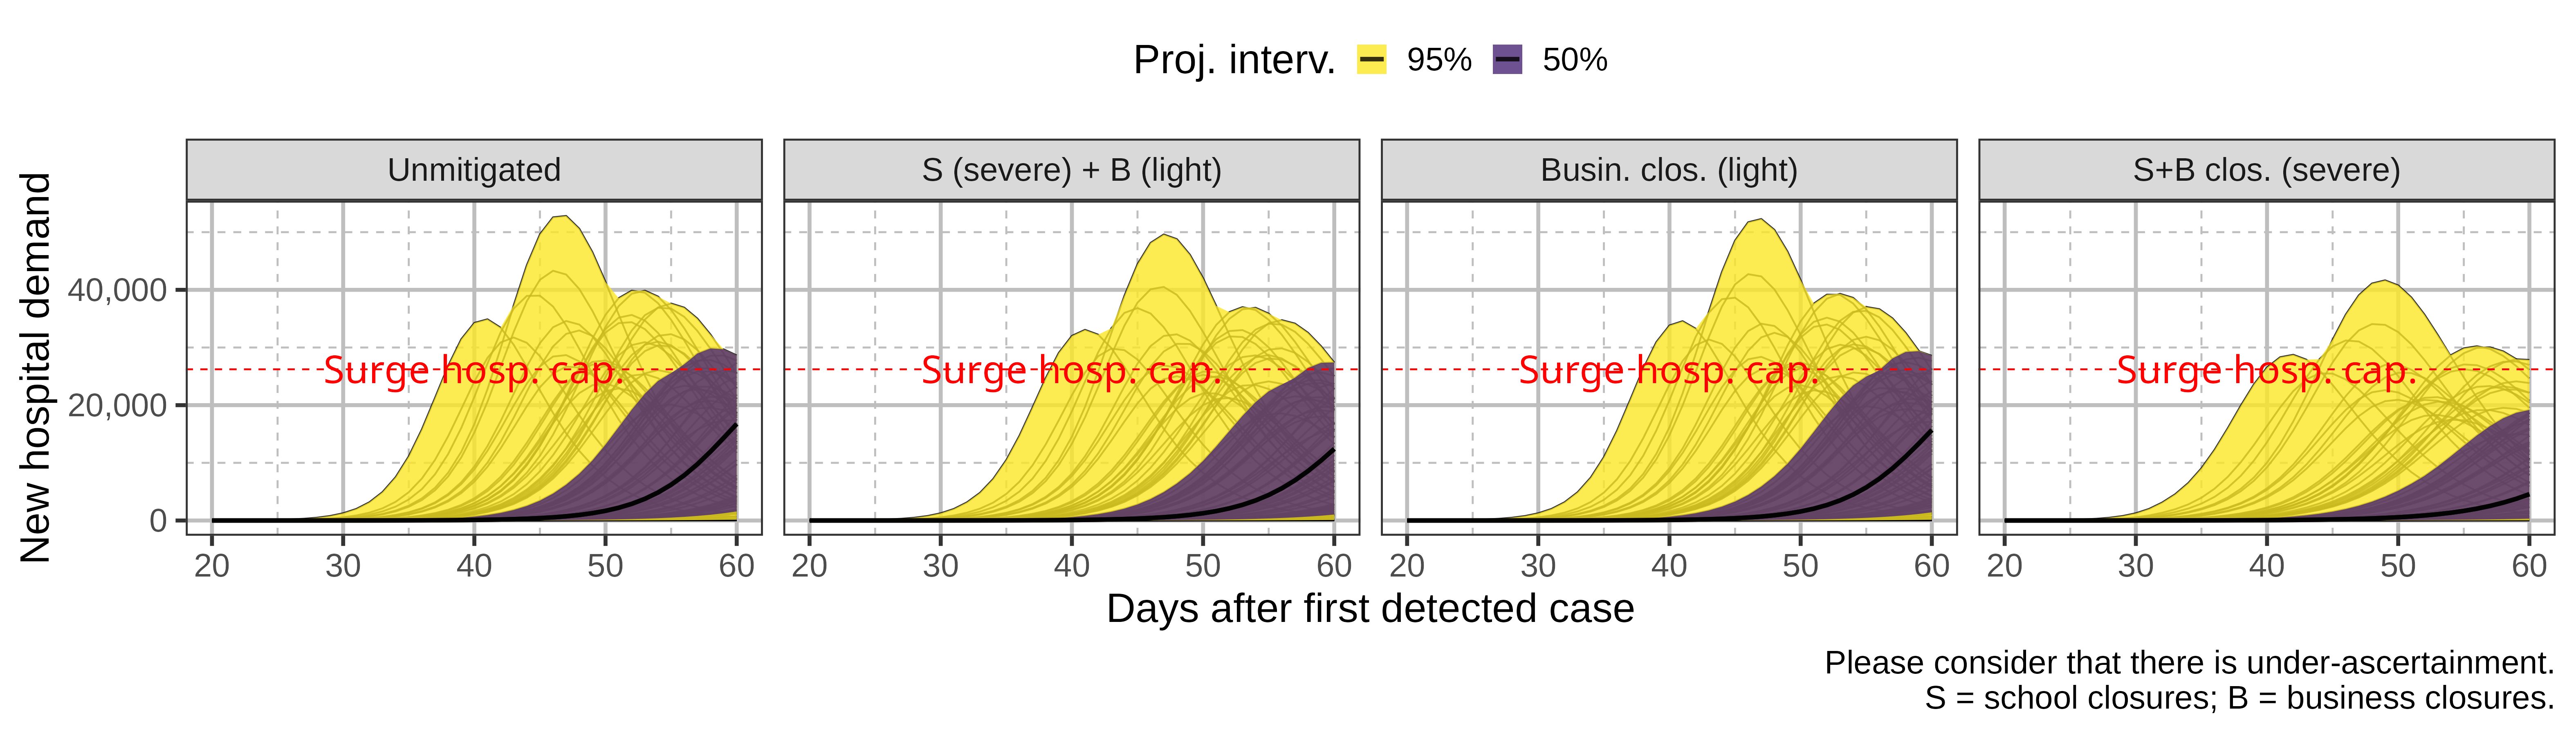 Proj. interv. 95% 50%
Unmitigated
S (severe) + B (light)
Busin. clos. (light)
S+B clos. (severe)
New hospital demand
40,000
20,000
0
Surge hosp. cap.
Surge hosp. cap.
Surge hosp. cap.
Surge hosp. cap.
20 30 40 50 60
20 30 40 50 60
20 30 40 50 60
20 30 40 50 60
Days after first detected case
Please consider that there is under-ascertainment.
S = school closures; B = business closures.